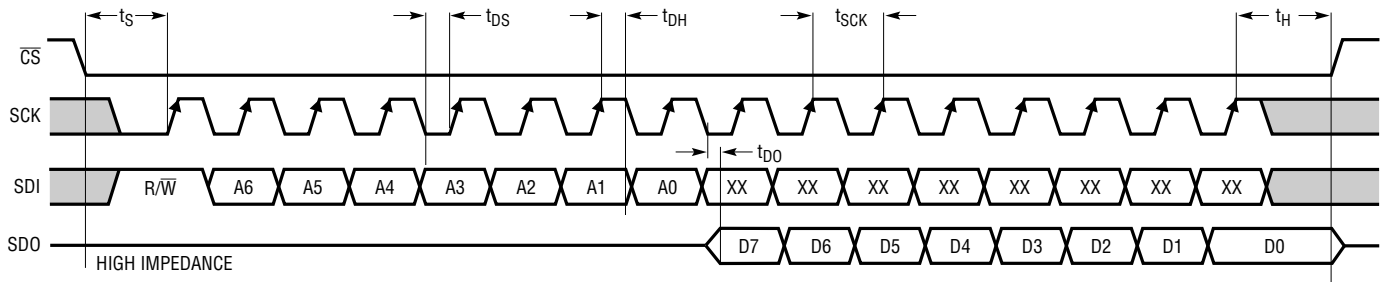 tS tDS tDH tSCK tH
CS
SCK
tDO
SDI R/W A6 A5 A4 A3 A2 A1 A0 XX XX XX XX XX XX XX XX
SDO D7 D6 D5 D4 D3 D2 D1 D0
HIGH IMPEDANCE